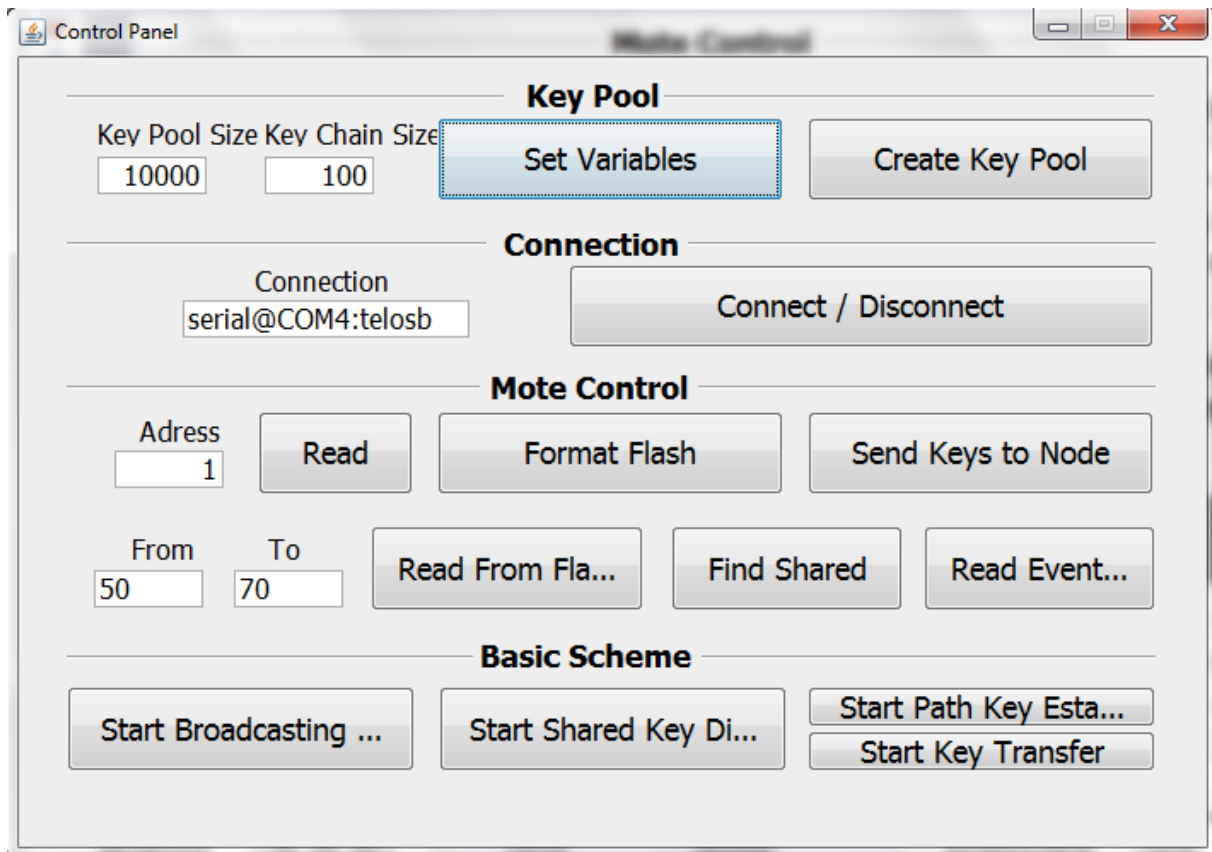 Control Panel
Mote Control
Key Pool
Key Pool Size Key Chain Size
10000 100 Set Variables Create Key Pool
Connection
Connection
serial@COM4:telosb Connect / Disconnect
Mote Control
Adress
1 Read Format Flash Send Keys to Node
From To
50 70 Read From Fla... Find Shared Read Event...
Basic Scheme
Start Broadcasting ... Start Shared Key Di... Start Path Key Esta...
Start Key Transfer